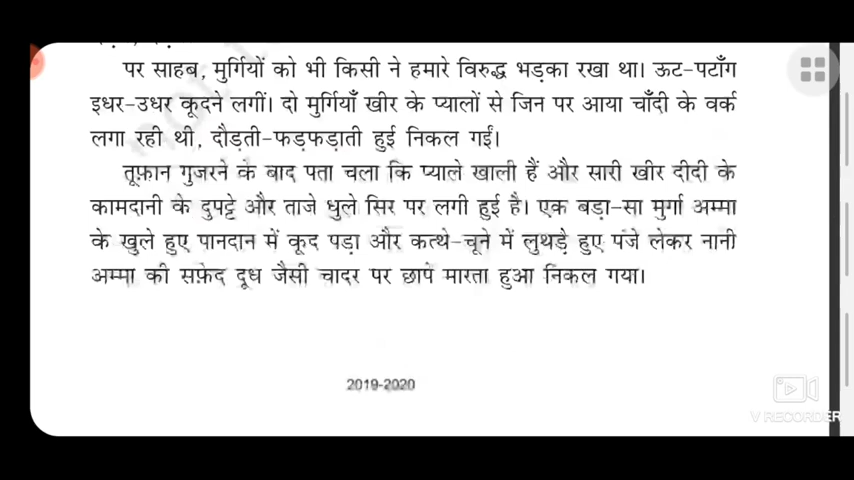 पर साहब, मुर्गियों को भी किसी ने हमारे विरुद्ध भड़का रखा था। ऊट-पटाँग
इधर-उधर कूदने लगीं। दो मुर्गियाँ खीर के प्यालों से जिन पर आया चाँदी के वर्क
लगा रही थी, दौड़ती-फड़फड़ाती हुई निकल गईं।
तूफ़ान गुजरने के बाद पता चला कि प्याले खाली हैं और सारी खीर दीदी के
कामदानी के दुपट्टे और ताजे धुले सिर पर लगी हुई है। एक बड़ा-सा मुर्गा अम्मा
के खुले हुए पानदान में कूद पड़ा और कत्थे-चूने में लुथड़े हुए पंजे लेकर नानी
अम्मा की सफ़ेद दूध जैसी चादर पर छापे मारता हुआ निकल गया।
2019-2020
V RECORDER